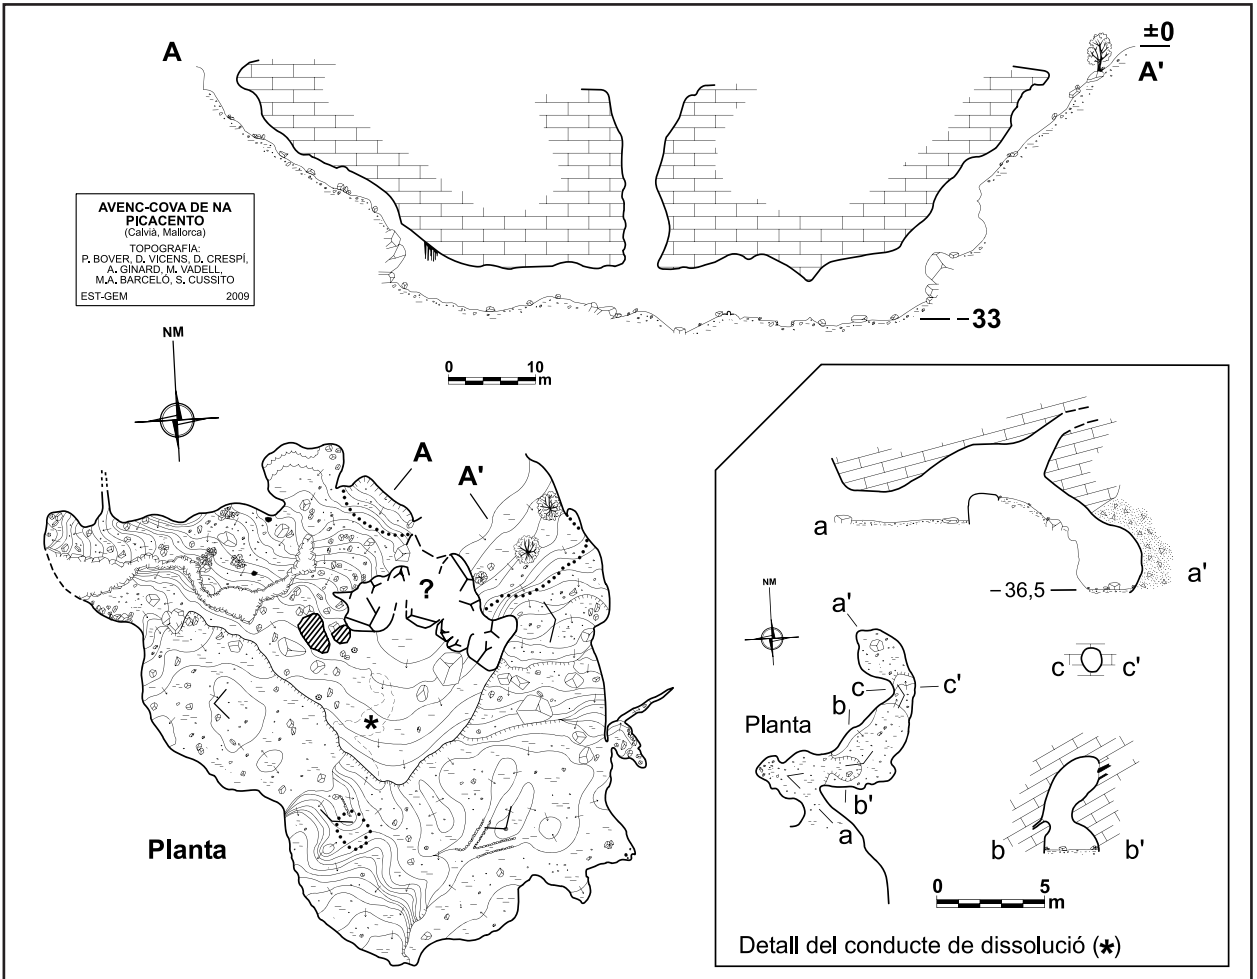 A
±0
A'
AVENC-COVA DE NA
PICACENTO
(Calvià, Mallorca)
TOPOGRAFIA:
P. BOVER, D. VICENS, D. CRESPÍ,
A. GINARD, M. VADELL,
M.A. BARCELÓ, S. CUSSITO
EST-GEM 2009
−33
NM
0 10
m
A
A'
?
*
Planta
a
a'
−36,5
NM
a'
c c'
c c'
b
Planta
b'
a
b b'
0 5
m
Detall del conducte de dissolució (*)